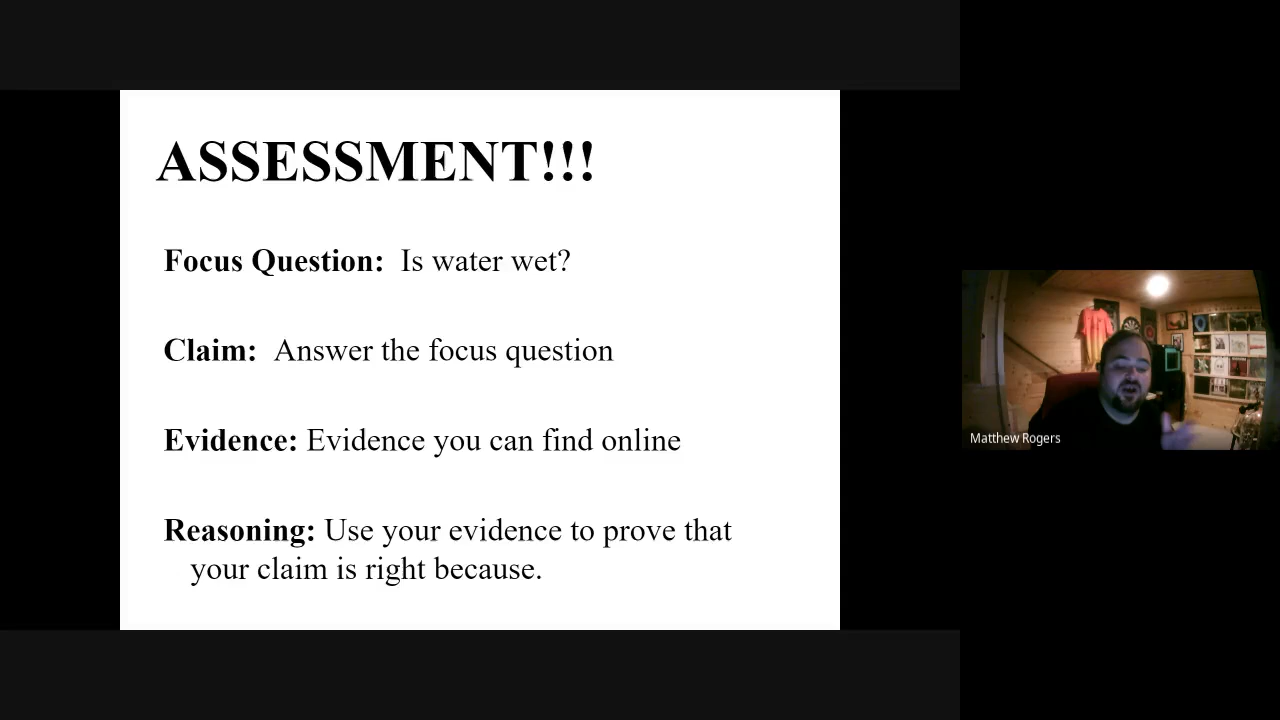 ASSESSMENT!!!
Focus Question: Is water wet?
Claim: Answer the focus question
Evidence: Evidence you can find online
Reasoning: Use your evidence to prove that
your claim is right because.
Matthew Rogers